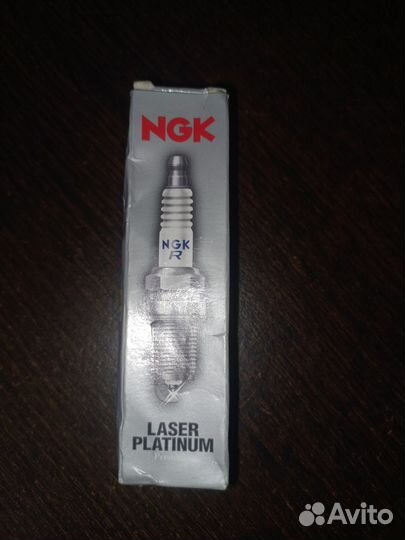 NGK
NGK
R
LASER
PLATINUM
Avito